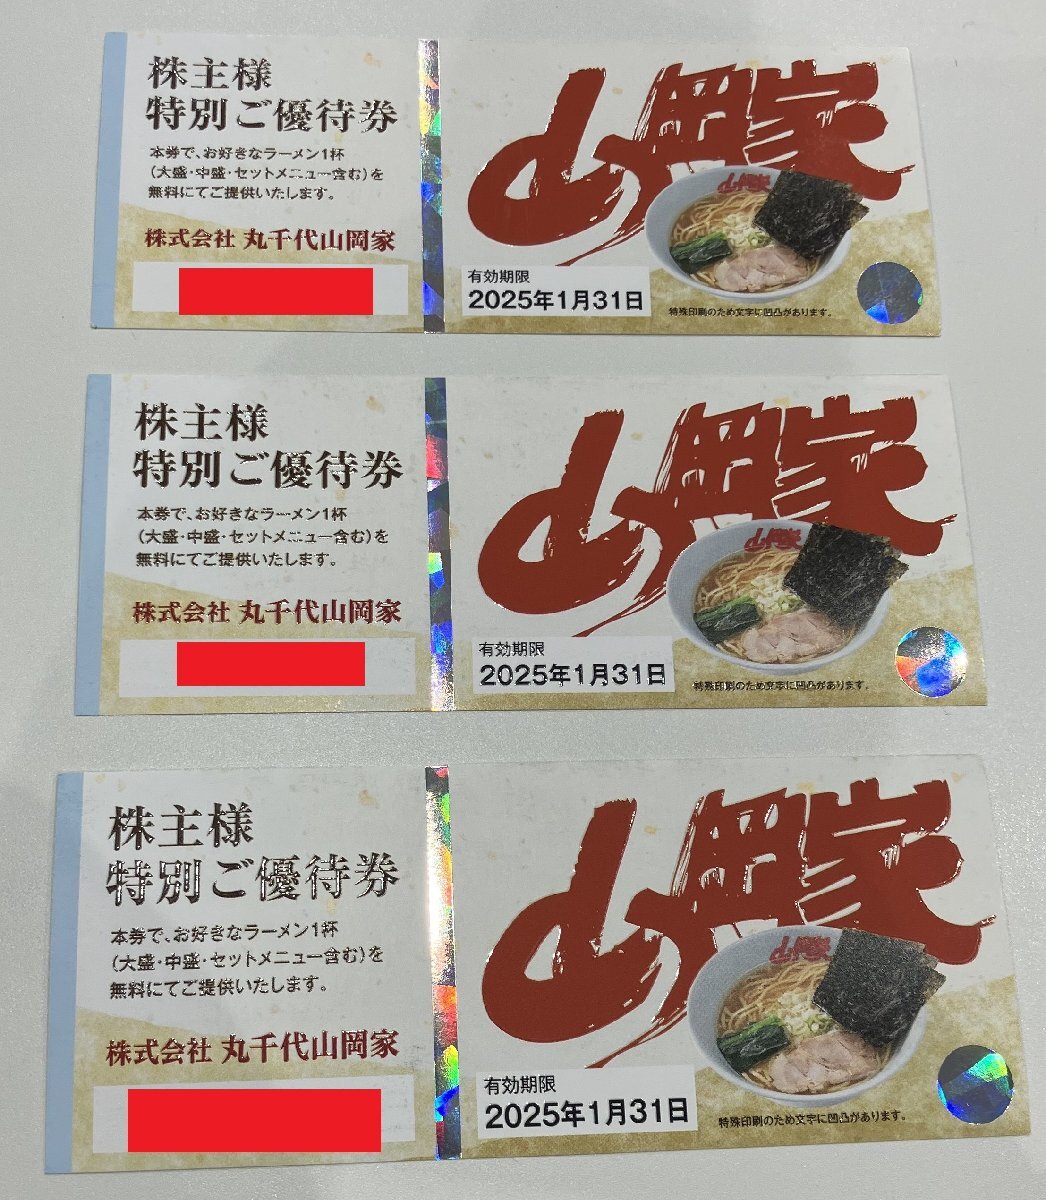 株主様
特別ご優待券
本券で、お好きなラーメン1杯
(大盛・中盛・セットメニュー含む)を
無料にてご提供いたします。
株式会社 丸千代山岡家
山岡家
山岡家
有効期限
2025年1月31日
特殊印刷のため文字に凹凸があります。
株主様
特別ご優待券
本券で、お好きなラーメン1杯
(大盛・中盛・セットメニュー含む)を
無料にてご提供いたします。
株式会社 丸千代山岡家
山岡家
山岡家
有効期限
2025年1月31日
特殊印刷のため文字に凹凸があります。
株主様
特別ご優待券
本券で、お好きなラーメン1杯
(大盛・中盛・セットメニュー含む)を
無料にてご提供いたします。
株式会社 丸千代山岡家
山岡家
山岡家
有効期限
2025年1月31日
特殊印刷のため文字に凹凸があります。